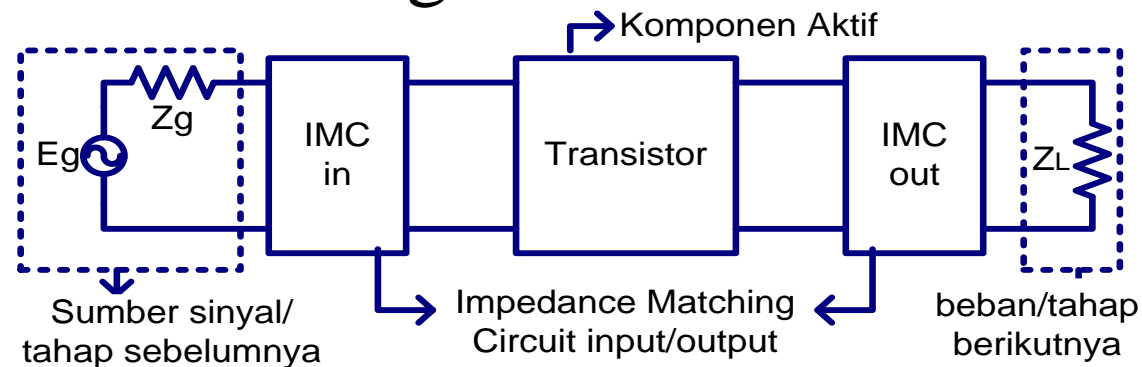 g
Komponen Aktif
Zg
Eg
IMC
in
Transistor
IMC
out
ZL
Sumber sinyal/
tahap sebelumnya
Impedance Matching
Circuit input/output
beban/tahap
berikutnya